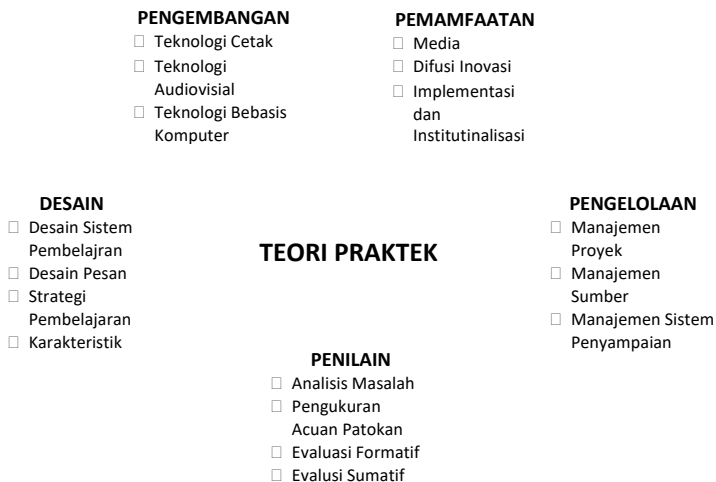 PENGEMBANGAN
Teknologi Cetak
Teknologi
Audiovisial
Teknologi Bebasis
Komputer
PEMAMFAATAN
Media
Difusi Inovasi
Implementasi
dan
Institutinalisasi
DESAIN
Desain Sistem
Pembelajran
Desain Pesan
Strategi
Pembelajaran
Karakteristik
TEORI PRAKTEK
PENGELOLAAN
Manajemen
Proyek
Manajemen
Sumber
Manajemen Sistem
Penyampaian
PENILAIN
Analisis Masalah
Pengukuran
Acuan Patokan
Evaluasi Formatif
Evalusi Sumatif